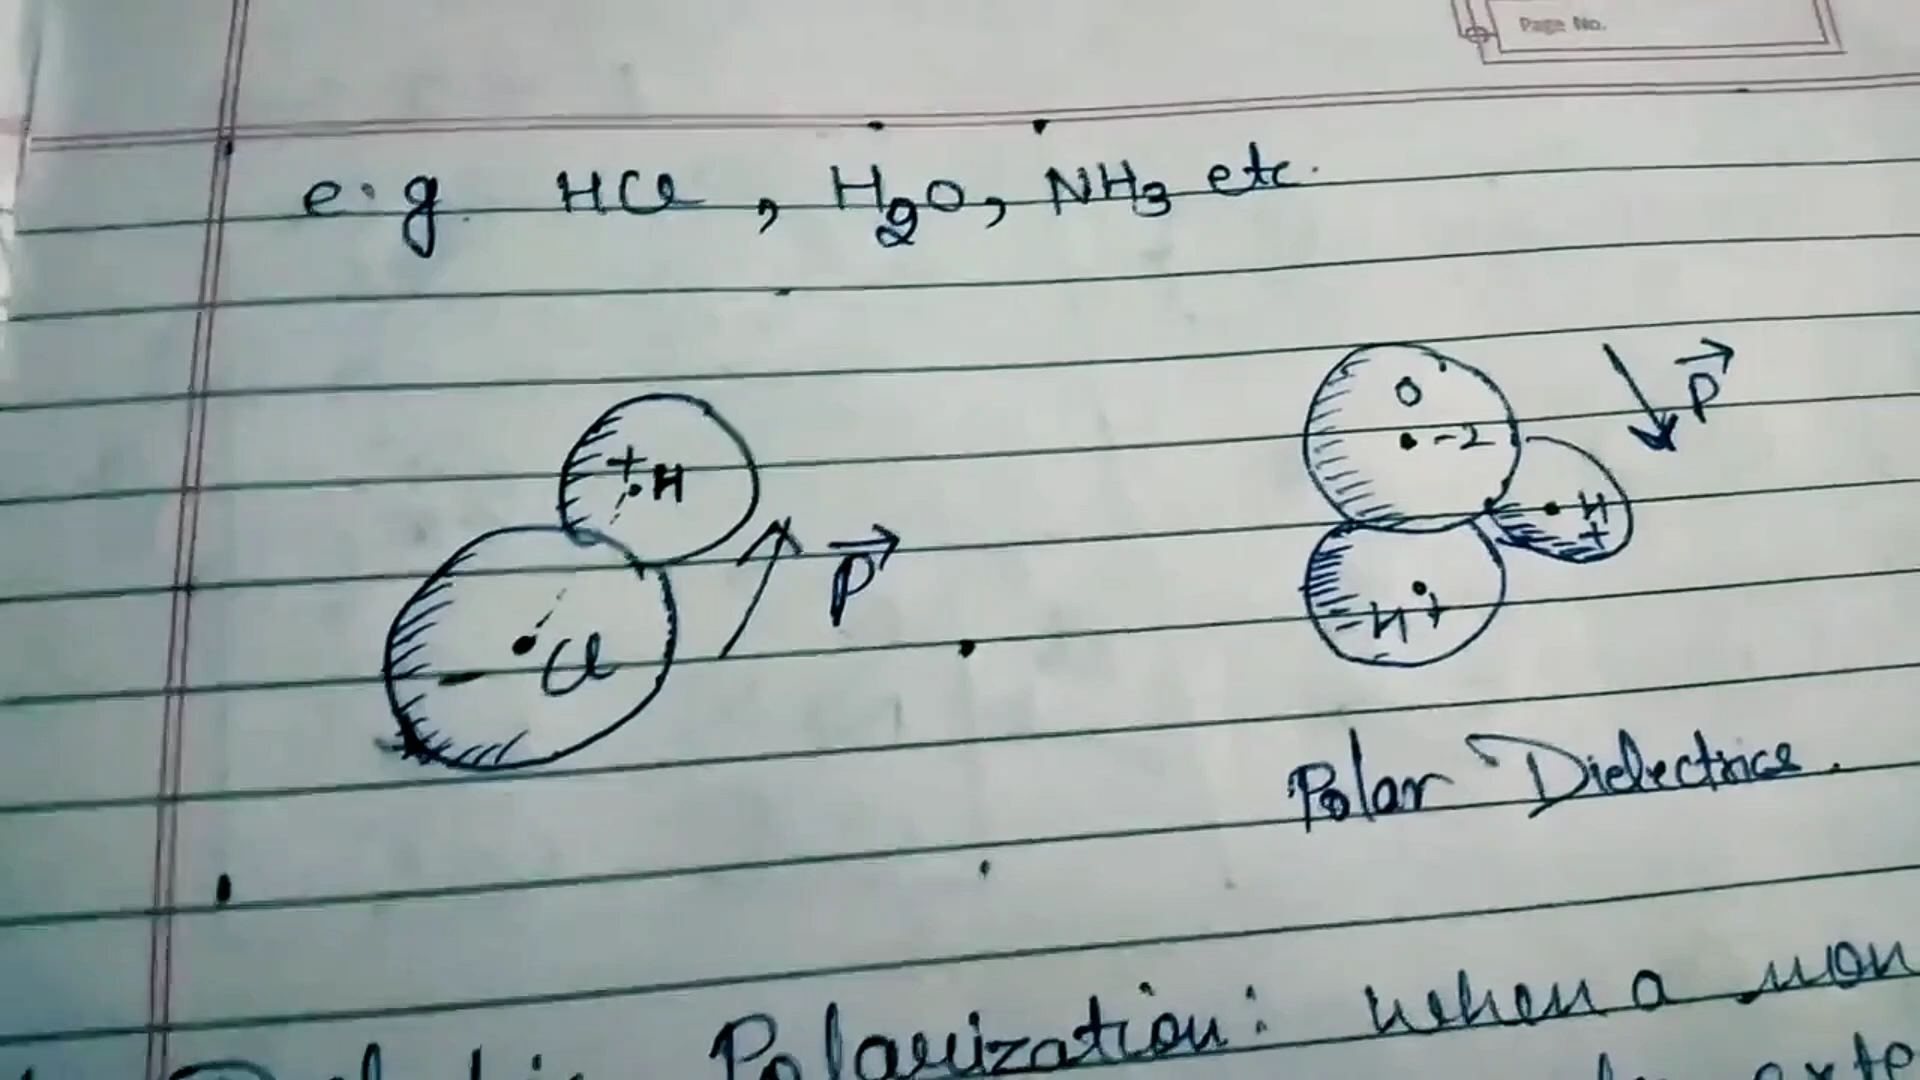 Page No.
e.g. HCl, H2O, NH3 etc.
O
-2
P
+
H
H
+
P
Cl
-
H +
Polar Dielectrics.
Polarization: when a non